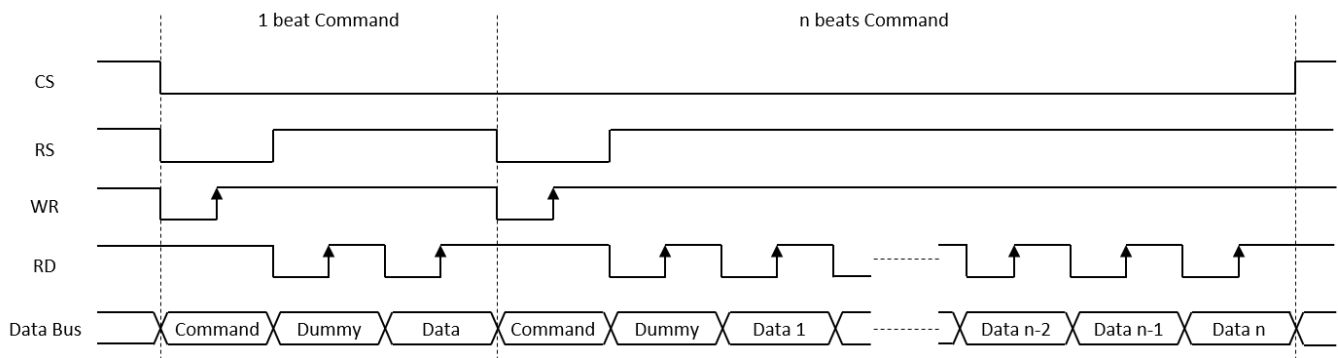 1 beat Command n beats Command
CS
RS
WR
RD
Data Bus Command Dummy Data Command Dummy Data 1 Data n-2 Data n-1 Data n